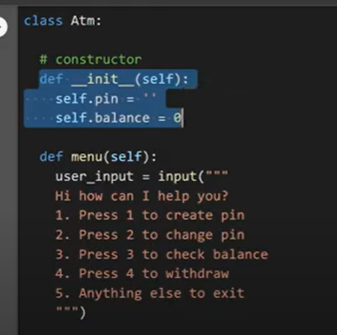 class Atm:
# constructor
def __init__(self):
self.pin = ''
self.balance = 0
def menu(self):
user_input = input("""
Hi how can I help you?
1. Press 1 to create pin
2. Press 2 to change pin
3. Press 3 to check balance
4. Press 4 to withdraw
5. Anything else to exit
""")